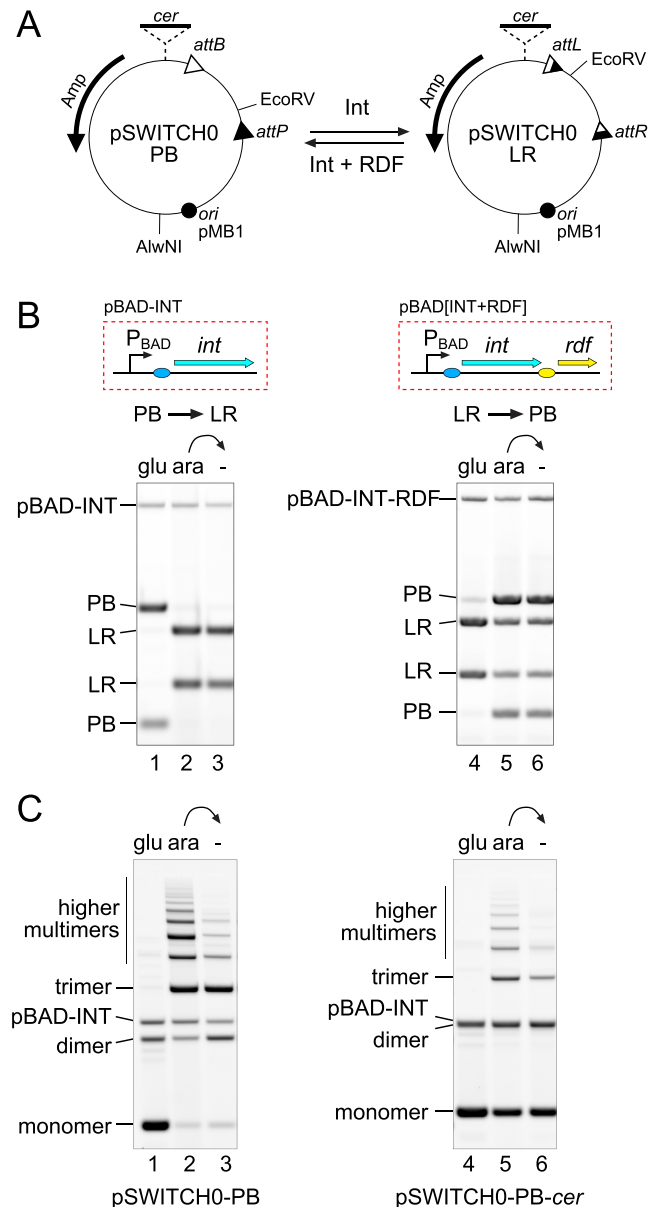 A
cer
attB
Amp
EcoRV
attP
pSWITCH0
PB
ori
pMB1
AlwNI
Int
Int + RDF
cer
attL
Amp
EcoRV
attR
pSWITCH0
LR
ori
pMB1
AlwNI
B
pBAD-INT
PBAD
int
PB LR
glu ara -
pBAD-INT
PB
LR
LR
PB
1 2 3
pBAD[INT+RDF]
PBAD
int
rdf
LR PB
glu ara -
pBAD-INT-RDF
PB
LR
LR
PB
4 5 6
C
glu ara -
higher
multimers
trimer
pBAD-INT
dimer
monomer
1 2 3
pSWITCH0-PB
glu ara -
higher
multimers
trimer
pBAD-INT
dimer
monomer
4 5 6
pSWITCH0-PB-cer